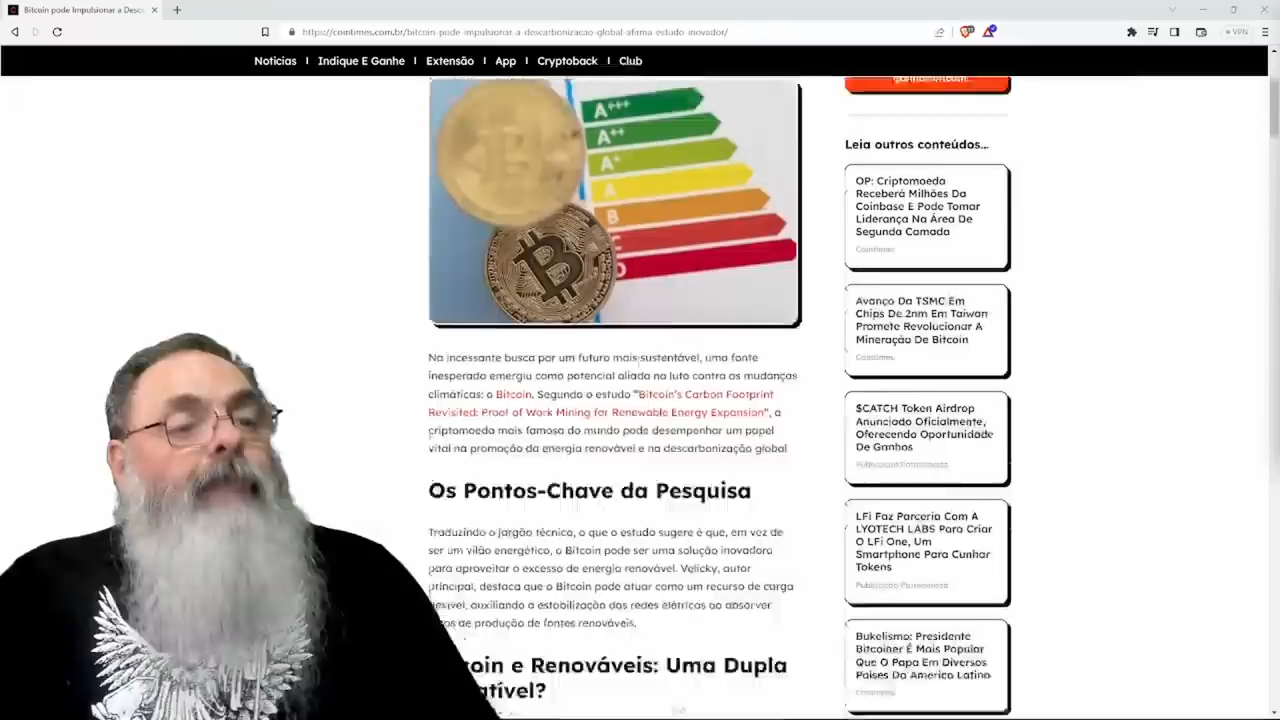 Bitcoin pode Impulsionar a Desca
https://cointimes.com.br/bitcoin-pode-impulsionar-a-descarbonizacao-global-afirma-estudo-inovador/
VPN
Notícias | Indique E Ganhe | Extensão | App | Cryptoback | Club
A+++
A++
A+
A
B
C
Na incessante busca por um futuro mais sustentável, uma fonte
inesperada emergiu como potencial aliada na luta contra as mudanças
climáticas: o Bitcoin. Segundo o estudo "Bitcoin's Carbon Footprint
Revisited: Proof of Work Mining for Renewable Energy Expansion", a
criptomoeda mais famosa do mundo pode desempenhar um papel
vital na promoção da energia renovável e na descarbonização global
Os Pontos-Chave da Pesquisa
Traduzindo o jargão técnico, o que o estudo sugere é que, em vez de
ser um vilão energético, o Bitcoin pode ser uma solução inovadora
para aproveitar o excesso de energia renovável. Velický, autor
principal, destaca que o Bitcoin pode atuar como um recurso de carga
auxiliando a estabilização das redes elétricas ao absorver
de produção de fontes renováveis.
coin e Renováveis: Uma Dupla
atível?
Leia outros conteúdos...
OP: Criptomoeda
Receberá Milhões Da
Coinbase E Pode Tomar
Liderança Na Área De
Segunda Camada
Cointimes
Avanço Da TSMC Em
Chips De 2nm Em Taiwan
Promete Revolucionar A
Mineração De Bitcoin
Cointimes
$CATCH Token Airdrop
Anunciado Oficialmente,
Oferecendo Oportunidade
De Ganhos
LFi Faz Parceria Com A
LYOTECH LABS Para Criar
O LFi One, Um
Smartphone Para Cunhar
Tokens
Bukelismo: Presidente
Bitcoiner É Mais Popular
Que O Papa Em Diversos
Países Da América Latina
Cointimes